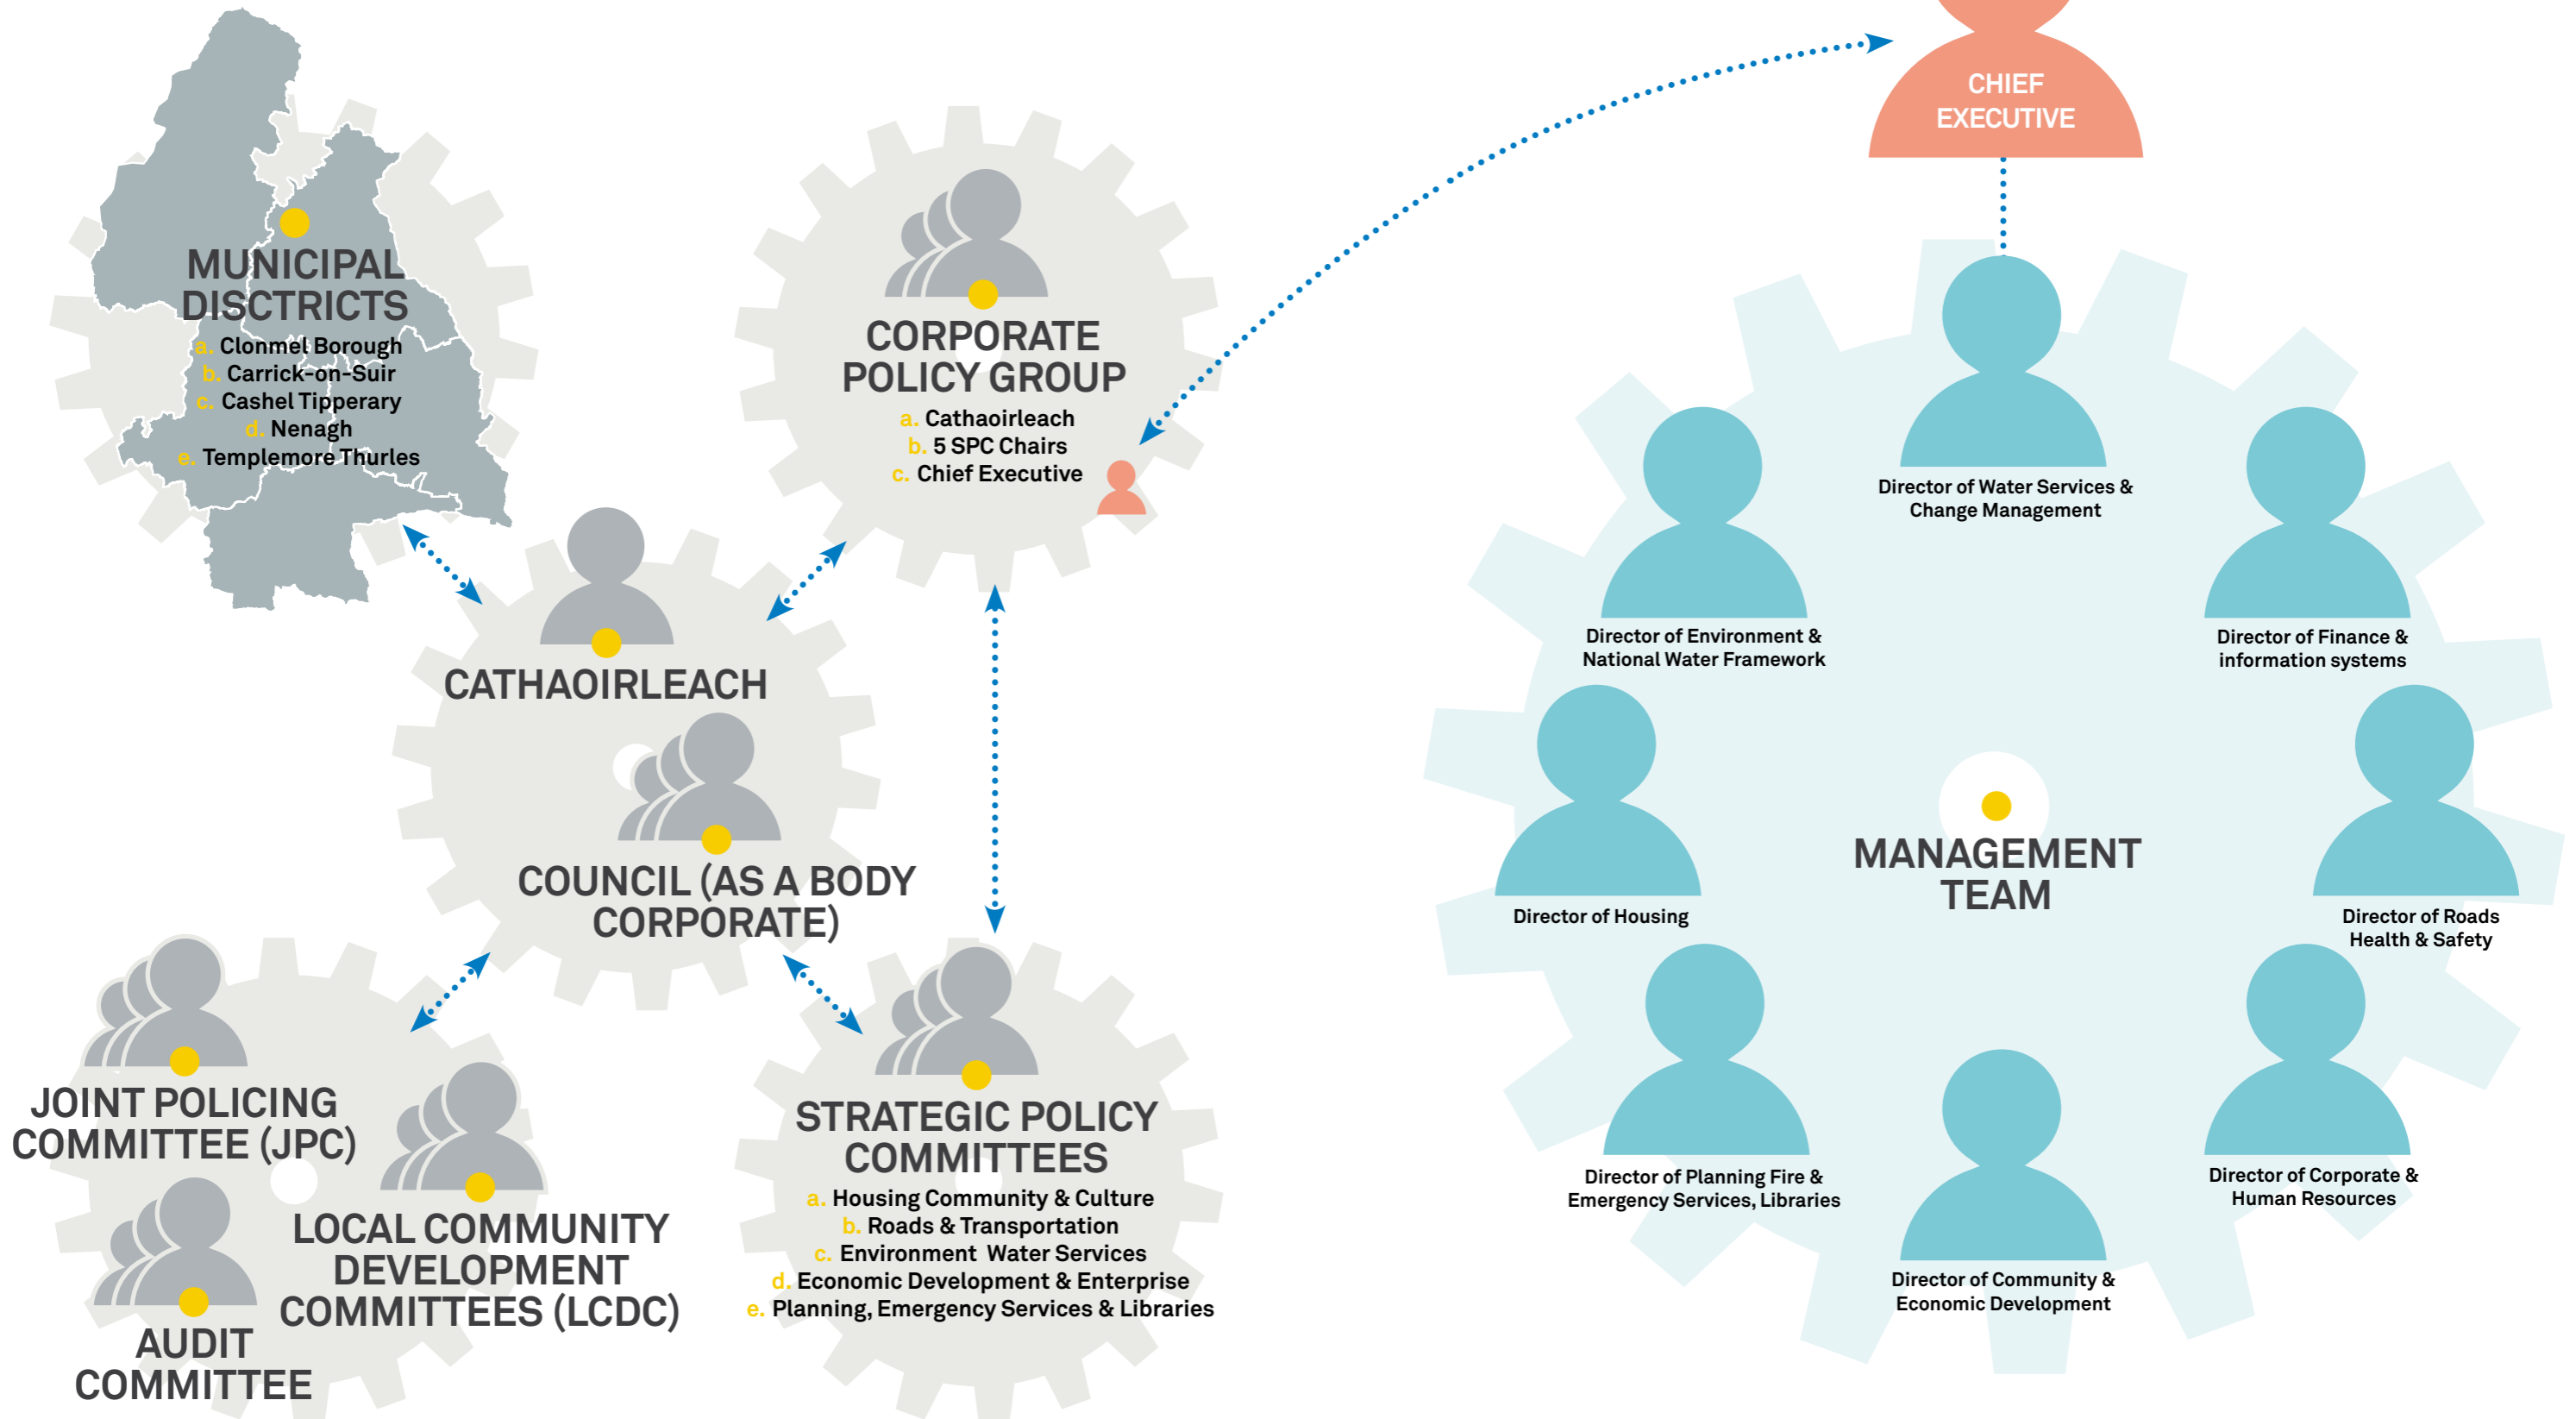 MUNICIPAL
DISCTRICTS
a. Clonmel Borough
b. Carrick-on-Suir
c. Cashel Tipperary
d. Nenagh
e. Templemore Thurles
CORPORATE
POLICY GROUP
a. Cathaoirleach
b. 5 SPC Chairs
c. Chief Executive
CATHAOIRLEACH
COUNCIL (AS A BODY
CORPORATE)
JOINT POLICING
COMMITTEE (JPC)
LOCAL COMMUNITY
DEVELOPMENT
COMMITTEES (LCDC)
AUDIT
COMMITTEE
STRATEGIC POLICY
COMMITTEES
a. Housing Community & Culture
b. Roads & Transportation
c. Environment  Water Services
d. Economic Development & Enterprise
e. Planning, Emergency Services & Libraries
CHIEF
EXECUTIVE
Director of Water Services &
Change Management
Director of Environment &
National Water Framework
Director of Finance &
information systems
Director of Housing
MANAGEMENT
TEAM
Director of Roads
Health & Safety
Director of Planning Fire &
Emergency Services, Libraries
Director of Corporate &
Human Resources
Director of Community &
Economic Development